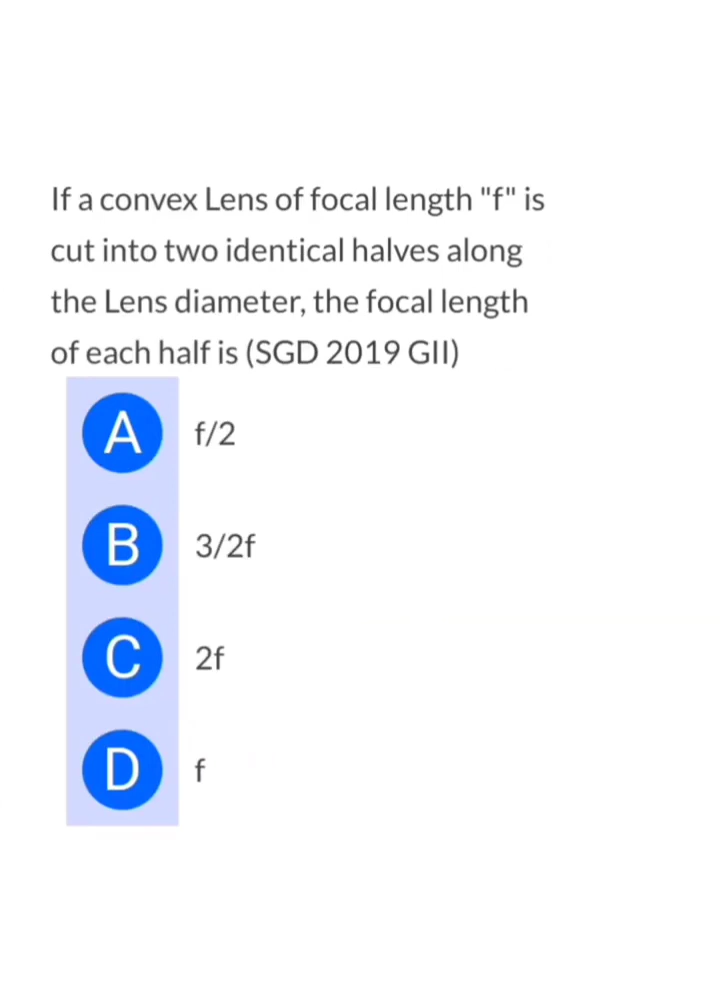 If a convex Lens of focal length "f" is
cut into two identical halves along
the Lens diameter, the focal length
of each half is (SGD 2019 GII)
A f/2
B 3/2f
C 2f
D f